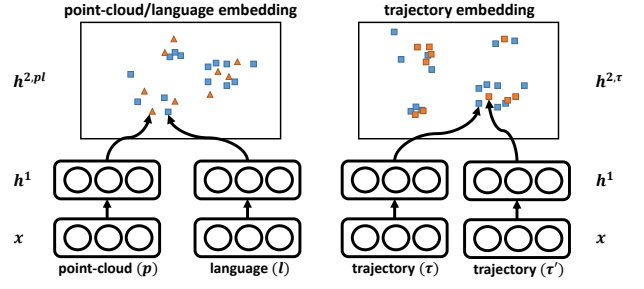 point-cloud/language embedding
trajectory embedding
h^{2,pl}
h^{2,τ}
h^1
h^1
x
x
point-cloud (p)
language (l)
trajectory (τ)
trajectory (τ′)